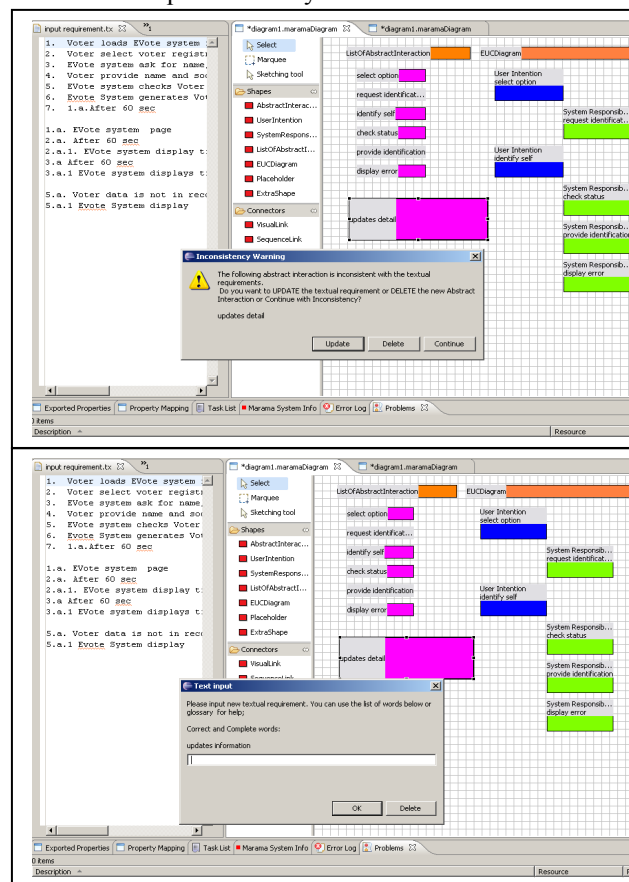 input requirement.tx
1
*diagram1.maramaDiagram
*diagram1.maramaDiagram
1. Voter loads EVote system
2. Voter select voter registr
3. EVote system ask for name,
4. Voter provide name and soc
5. EVote system checks Voter
6. Evote System generates Vot
7. 1.a.After 60 sec
1.a. EVote system page
2.a. After 60 sec
2.a.1. EVote system display t
3.a After 60 sec
3.a.1 EVote system displays t
5.a. Voter data is not in reco
5.a.1 Evote System display
Select
Marquee
Sketching tool
Shapes
AbstractInterac...
UserIntention
SystemRespons...
ListOfAbstractI...
EUCDiagram
Placeholder
ExtraShape
Connectors
VisualLink
SequenceLink
ListOfAbstractInteraction
EUCDiagram
select option
request identificat...
identify self
check status
provide identification
display error
updates detail
User Intention
select option
User Intention
identify self
System Responsib...
request identificat...
System Responsib...
check status
System Responsib...
provide identification
System Responsib...
display error
Inconsistency Warning
The following abstract interaction is inconsistent with the textual
requirements.
Do you want to UPDATE the textual requirement or DELETE the new Abstract
Interaction or Continue with Inconsistency?
updates detail
Update
Delete
Continue
Exported Properties
Property Mapping
Task List
Marama System Info
Error Log
Problems
0 items
Description
Resource
input requirement.tx
1
*diagram1.maramaDiagram
*diagram1.maramaDiagram
1. Voter loads EVote system
2. Voter select voter registr
3. EVote system ask for name,
4. Voter provide name and soc
5. EVote system checks Voter
6. Evote System generates Vot
7. 1.a.After 60 sec
1.a. EVote system page
2.a. After 60 sec
2.a.1. EVote system display t
3.a After 60 sec
3.a.1 EVote system displays t
5.a. Voter data is not in reco
5.a.1 Evote System display
Select
Marquee
Sketching tool
Shapes
AbstractInterac...
UserIntention
SystemRespons...
ListOfAbstractI...
EUCDiagram
Placeholder
ExtraShape
Connectors
VisualLink
ListOfAbstractInteraction
EUCDiagram
select option
request identificat...
identify self
check status
provide identification
display error
updates detail
User Intention
select option
User Intention
identify self
System Responsib...
request identificat...
System Responsib...
check status
System Responsib...
provide identification
System Responsib...
display error
Text input
Please input new textual requirement. You can use the list of words below or
glossary for help;
Correct and Complete words:
updates information
OK
Delete
Exported Properties
Property Mapping
Task List
Marama System Info
Error Log
Problems
0 items
Description
Resource